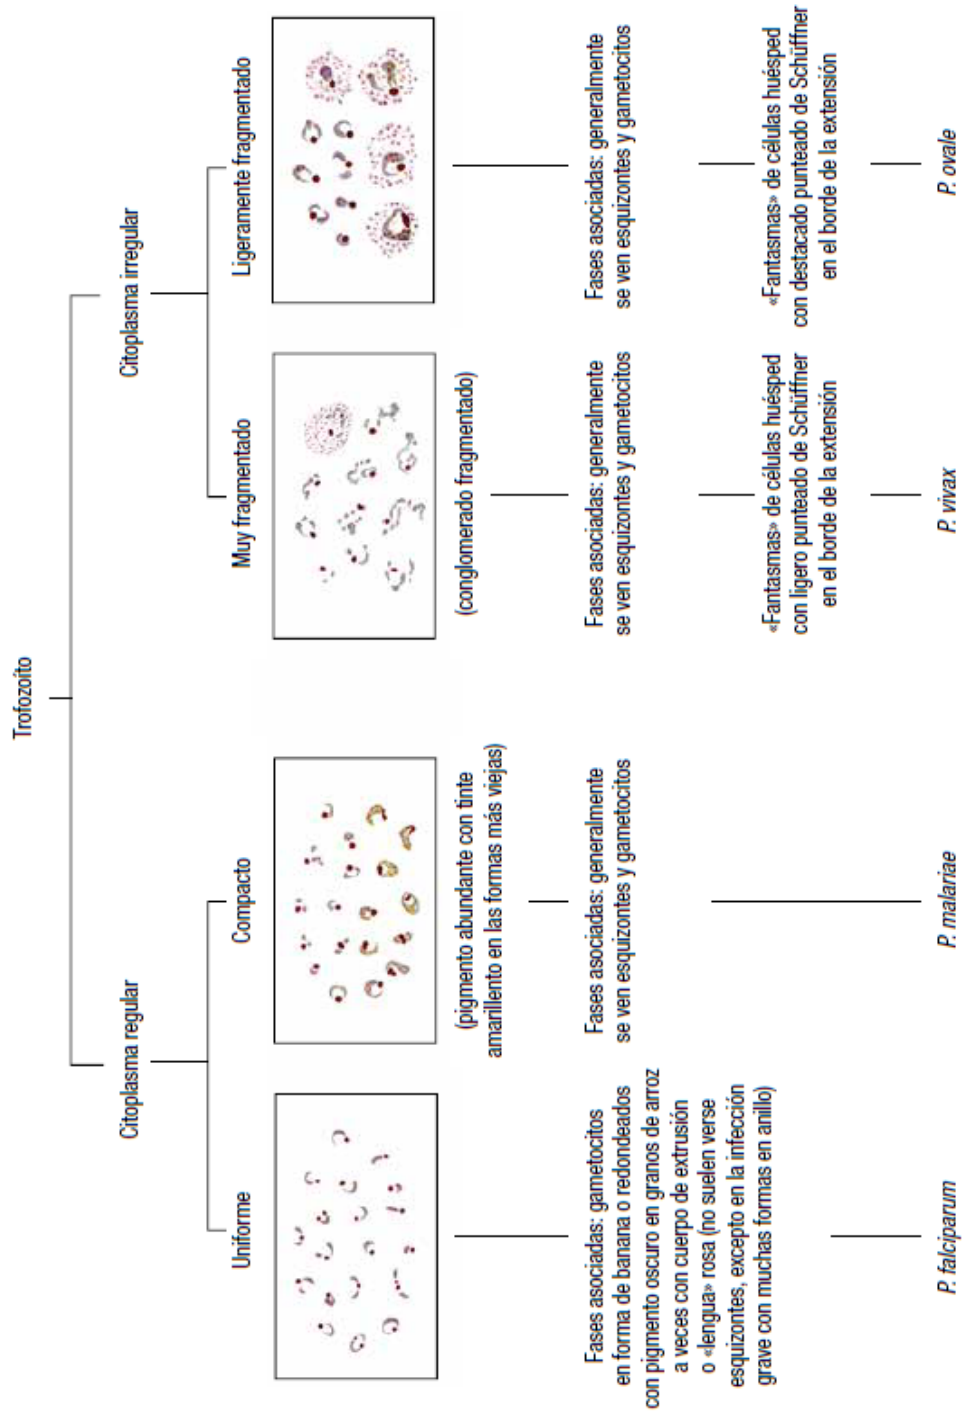 Trofozoíto
Citoplasma regular
Citoplasma irregular
Uniforme
Compacto
Muy fragmentado
Ligeramente fragmentado
(pigmento abundante con tinte
amarillento en las formas más viejas)
(conglomerado fragmentado)
Fases asociadas: gametocitos
en forma de banana o redondeados
con pigmento oscuro en granos de arroz
a veces con cuerpo de extrusión
o «lengua» rosa (no suelen verse
esquizontes, excepto en la infección
grave con muchas formas en anillo)
Fases asociadas: generalmente
se ven esquizontes y gametocitos
Fases asociadas: generalmente
se ven esquizontes y gametocitos
Fases asociadas: generalmente
se ven esquizontes y gametocitos
«Fantasmas» de células huésped
con ligero punteado de Schüffner
en el borde de la extensión
«Fantasmas» de células huésped
con destacado punteado de Schüffner
en el borde de la extensión
P. falciparum
P. malariae
P. vivax
P. ovale